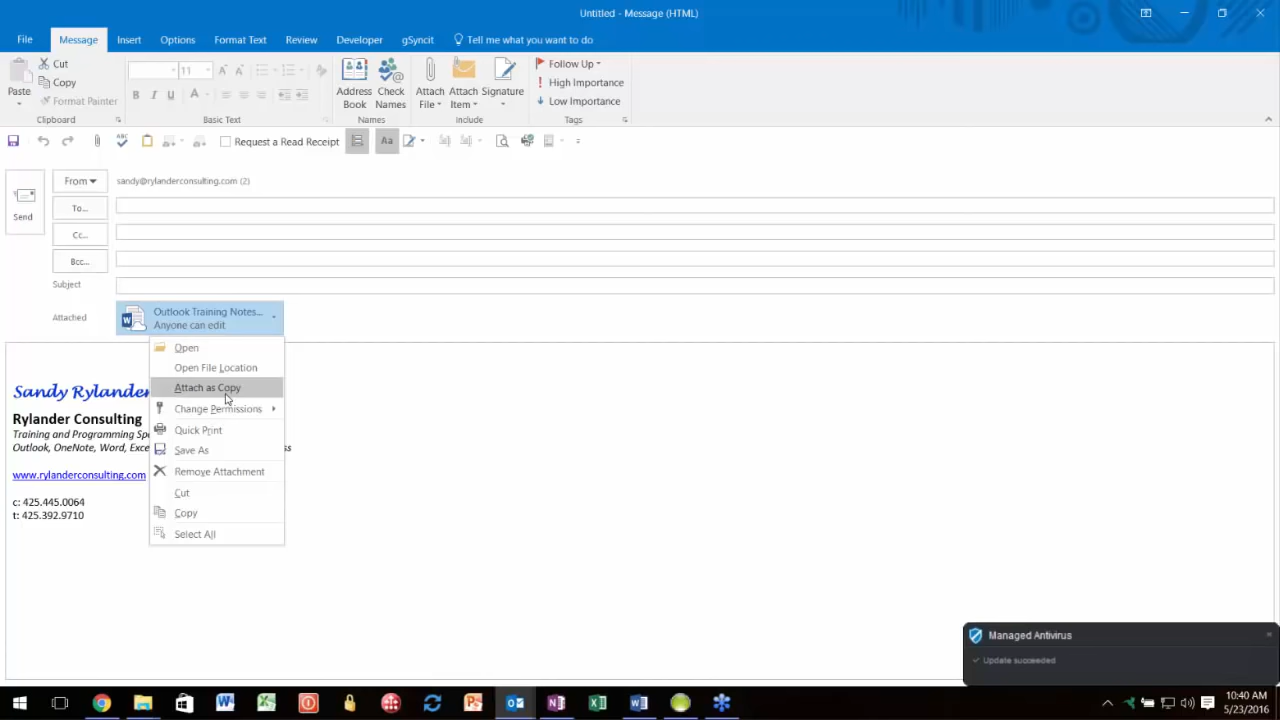 Untitled - Message (HTML)
File Message Insert Options Format Text Review Developer gSyncit Tell me what you want to do
Paste
Cut
Copy
Format Painter
Clipboard
11
B I U A
Basic Text
Address Book
Check Names
Names
Attach File
Attach Item
Signature
Include
Follow Up
High Importance
Low Importance
Tags
ABC Request a Read Receipt Aa
Send
From sandy@rylanderconsulting.com (2)
To...
Cc...
Bcc...
Subject
Attached
Outlook Training Notes...
Anyone can edit
Open
Open File Location
Attach as Copy
Change Permissions
Quick Print
Save As
Remove Attachment
Cut
Copy
Select All
Sandy Rylander
Rylander Consulting
Training and Programming Spe
Outlook, OneNote, Word, Exce ss
www.rylanderconsulting.com
c: 425.445.0064
t: 425.392.9710
Managed Antivirus
Update succeeded
10:40 AM
5/23/2016